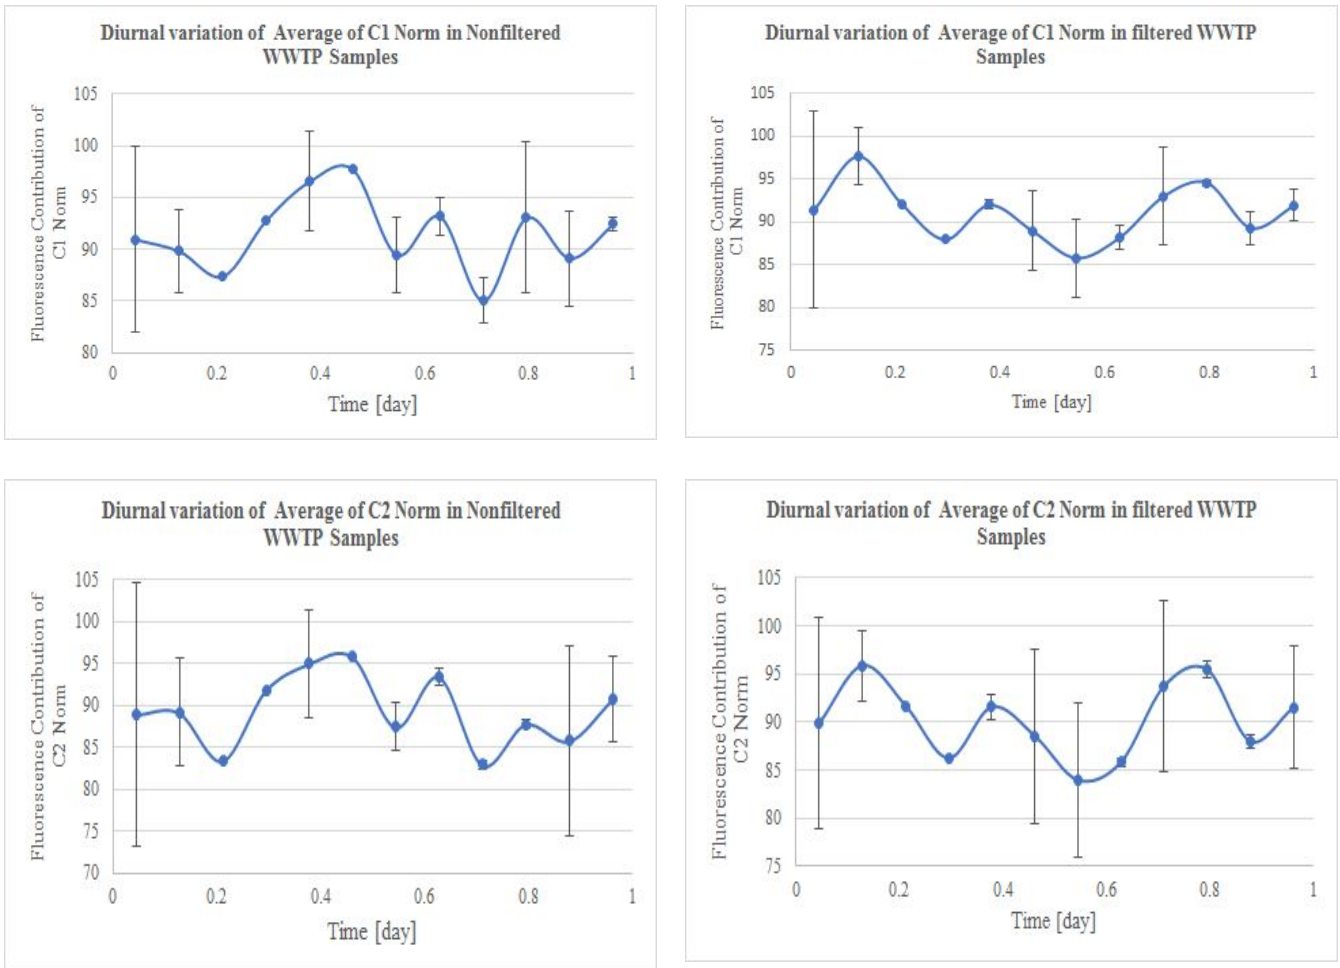 Diurnal variation of Average of C1 Norm in Nonfiltered
WWTP Samples
Fluorescence Contribution of
C1 Norm
105
100
95
90
85
80
0 0.2 0.4 0.6 0.8 1
Time [day]
Diurnal variation of Average of C1 Norm in filtered WWTP
Samples
Fluorescence Contribution of
C1 Norm
105
100
95
90
85
80
75
0 0.2 0.4 0.6 0.8 1
Time [day]
Diurnal variation of Average of C2 Norm in Nonfiltered
WWTP Samples
Fluorescence Contribution of
C2 Norm
105
100
95
90
85
80
75
70
0 0.2 0.4 0.6 0.8 1
Time [day]
Diurnal variation of Average of C2 Norm in filtered WWTP
Samples
Fluorescence Contribution of
C2 Norm
105
100
95
90
85
80
75
0 0.2 0.4 0.6 0.8 1
Time [day]